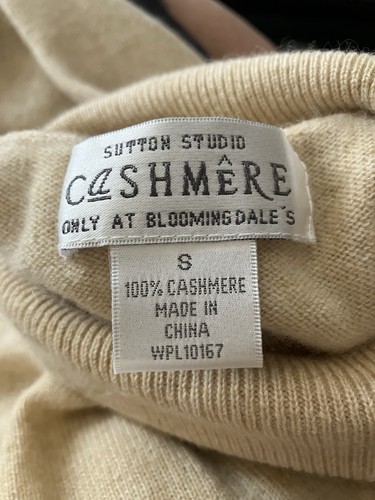 SUTTON STUDIO
CaSHMêRE
ONLY AT BLOOMINGDALE'S
S
100% CASHMERE
MADE IN
CHINA
WPL10167